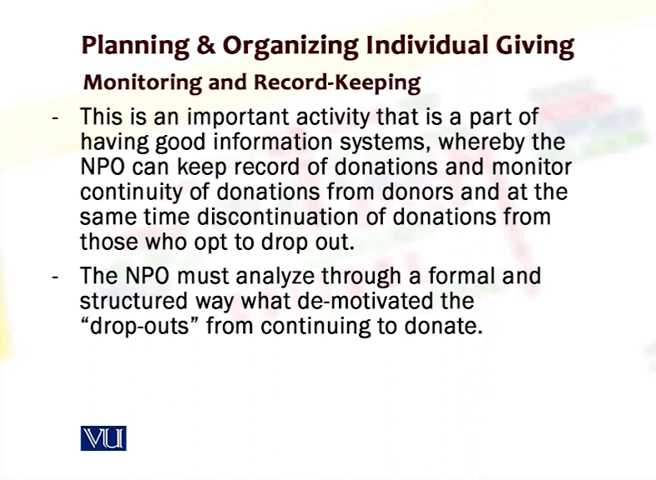 Planning & Organizing Individual Giving
Monitoring and Record-Keeping
- This is an important activity that is a part of
having good information systems, whereby the
NPO can keep record of donations and monitor
continuity of donations from donors and at the
same time discontinuation of donations from
those who opt to drop out.
- The NPO must analyze through a formal and
structured way what de-motivated the
“drop-outs” from continuing to donate.
VU